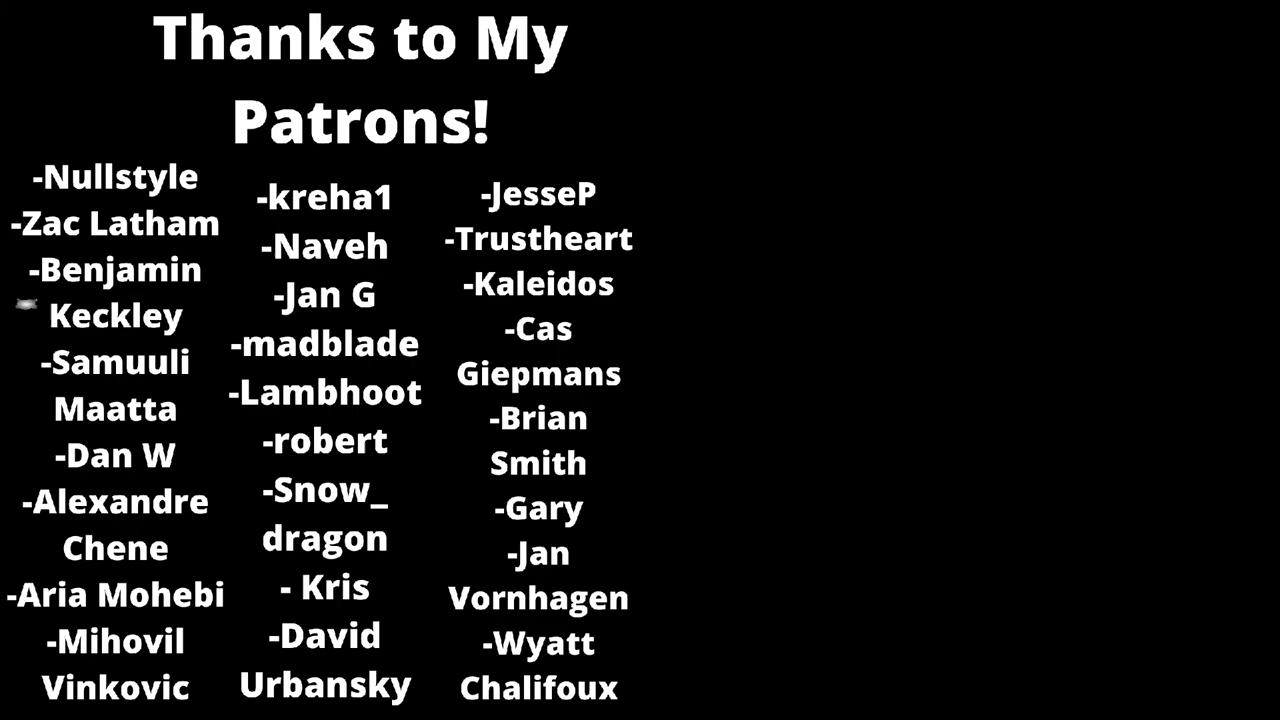 Thanks to My
Patrons!
-Nullstyle
-Zac Latham
-Benjamin
Keckley
-Samuuli
Maatta
-Dan W
-Alexandre
Chene
-Aria Mohebi
-Mihovil
Vinkovic
-kreha1
-Naveh
-Jan G
-madblade
-Lambhoot
-robert
-Snow_
dragon
- Kris
-David
Urbansky
-JesseP
-Trustheart
-Kaleidos
-Cas
Giepmans
-Brian
Smith
-Gary
-Jan
Vornhagen
-Wyatt
Chalifoux